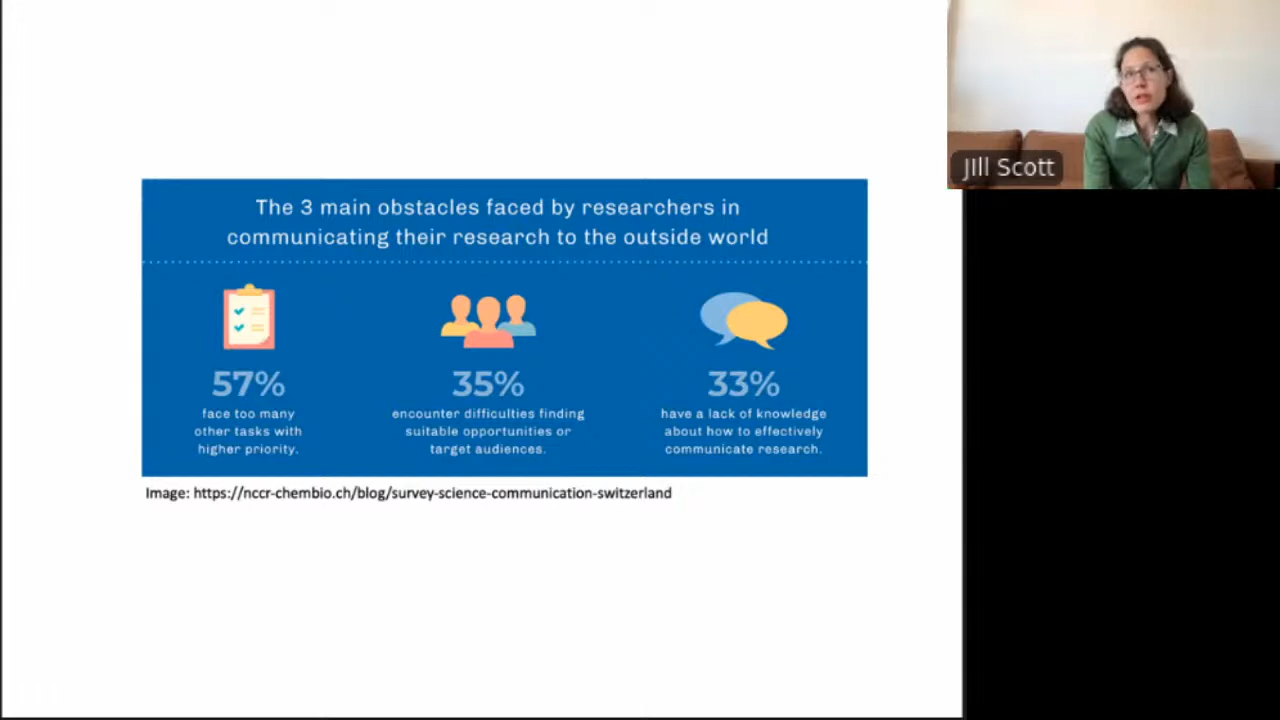 The 3 main obstacles faced by researchers in
communicating their research to the outside world
57%
face too many
other tasks with
higher priority.
35%
encounter difficulties finding
suitable opportunities or
target audiences.
33%
have a lack of knowledge
about how to effectively
communicate research.
Image: https://nccr-chembio.ch/blog/survey-science-communication-switzerland
JIll Scott